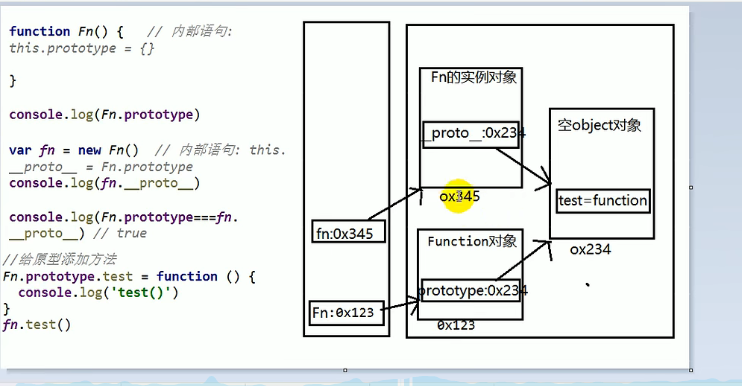 function Fn() {   // 内部语句:
this.prototype = {}
}
console.log(Fn.prototype)
var fn = new Fn()  // 内部语句: this.
__proto__ = Fn.prototype
console.log(fn.__proto__)
console.log(Fn.prototype===fn.
__proto__) // true
//给原型添加方法
Fn.prototype.test = function () {
console.log('test()')
}
fn.test()
fn:0x345
Fn:0x123
Fn的实例对象
__proto__:0x234
ox345
Function对象
prototype:0x234
0x123
空object对象
test=function
ox234